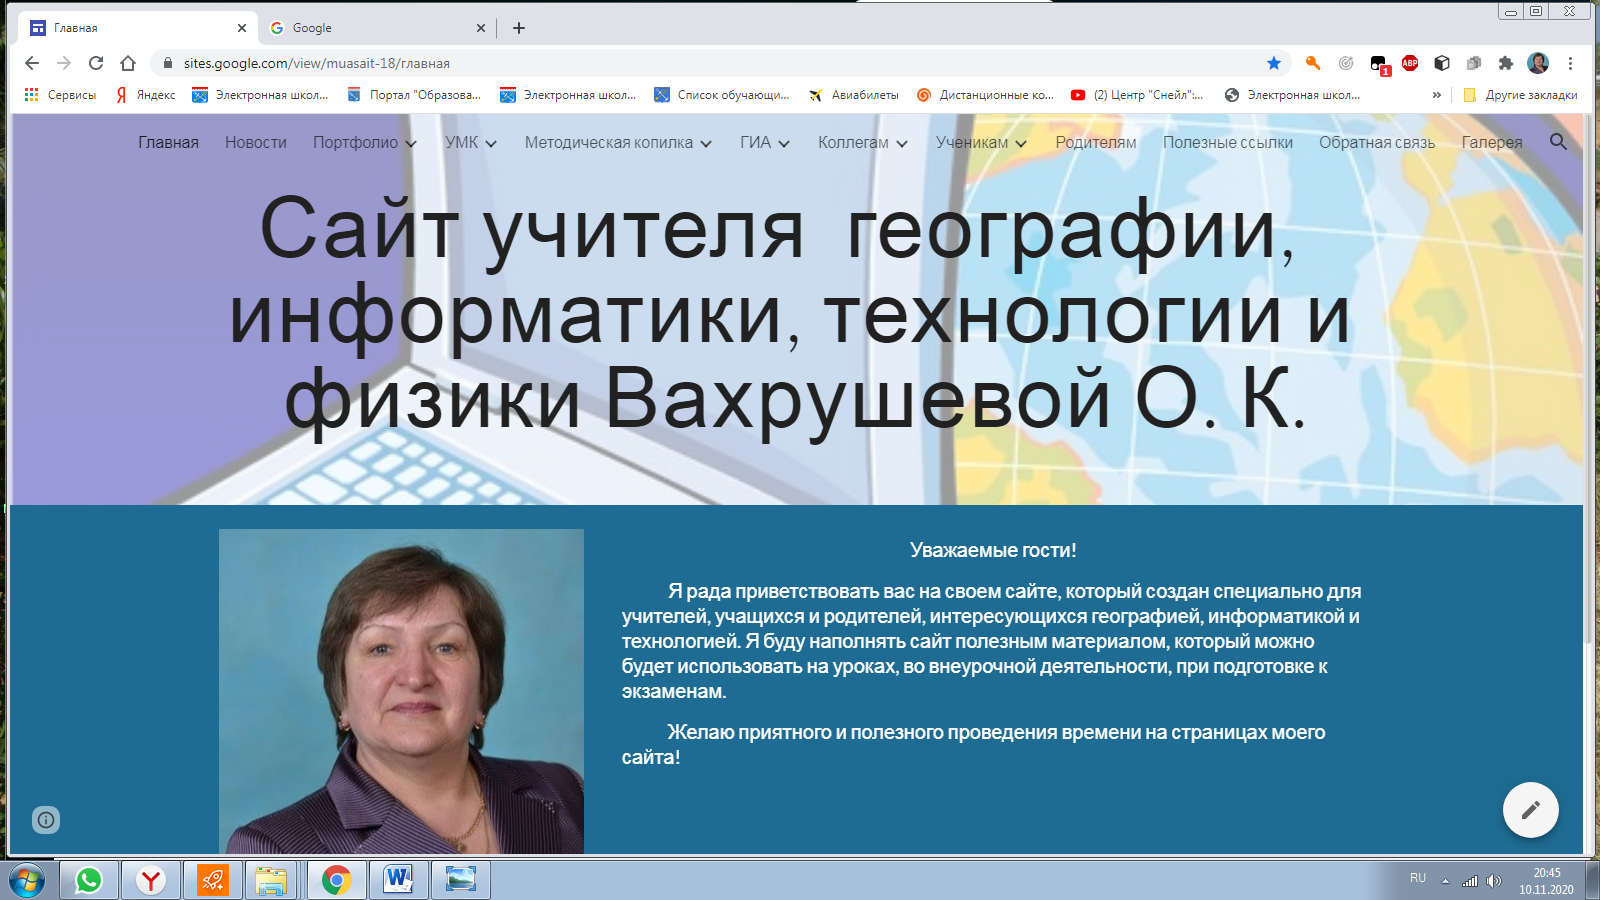 Главная
Google
sites.google.com/view/muasait-18/главная
1
ABP
Сервисы
Яндекс
Электронная школ...
Портал "Образова...
Электронная школ...
Список обучающи...
Авиабилеты
Дистанционные ко...
(2) Центр "Снейл":...
Электронная школ...
»
Другие закладки
Главная
Новости
Портфолио
УМК
Методическая копилка
ГИА
Коллегам
Ученикам
Родителям
Полезные ссылки
Обратная связь
Галерея
Сайт учителя географии,
информатики, технологии и
физики Вахрушевой О. К.
Уважаемые гости!
Я рада приветствовать вас на своем сайте, который создан специально для
учителей, учащихся и родителей, интересующихся географией, информатикой и
технологией. Я буду наполнять сайт полезным материалом, который можно
будет использовать на уроках, во внеурочной деятельности, при подготовке к
экзаменам.
Желаю приятного и полезного проведения времени на страницах моего
сайта!
RU
20:45
10.11.2020